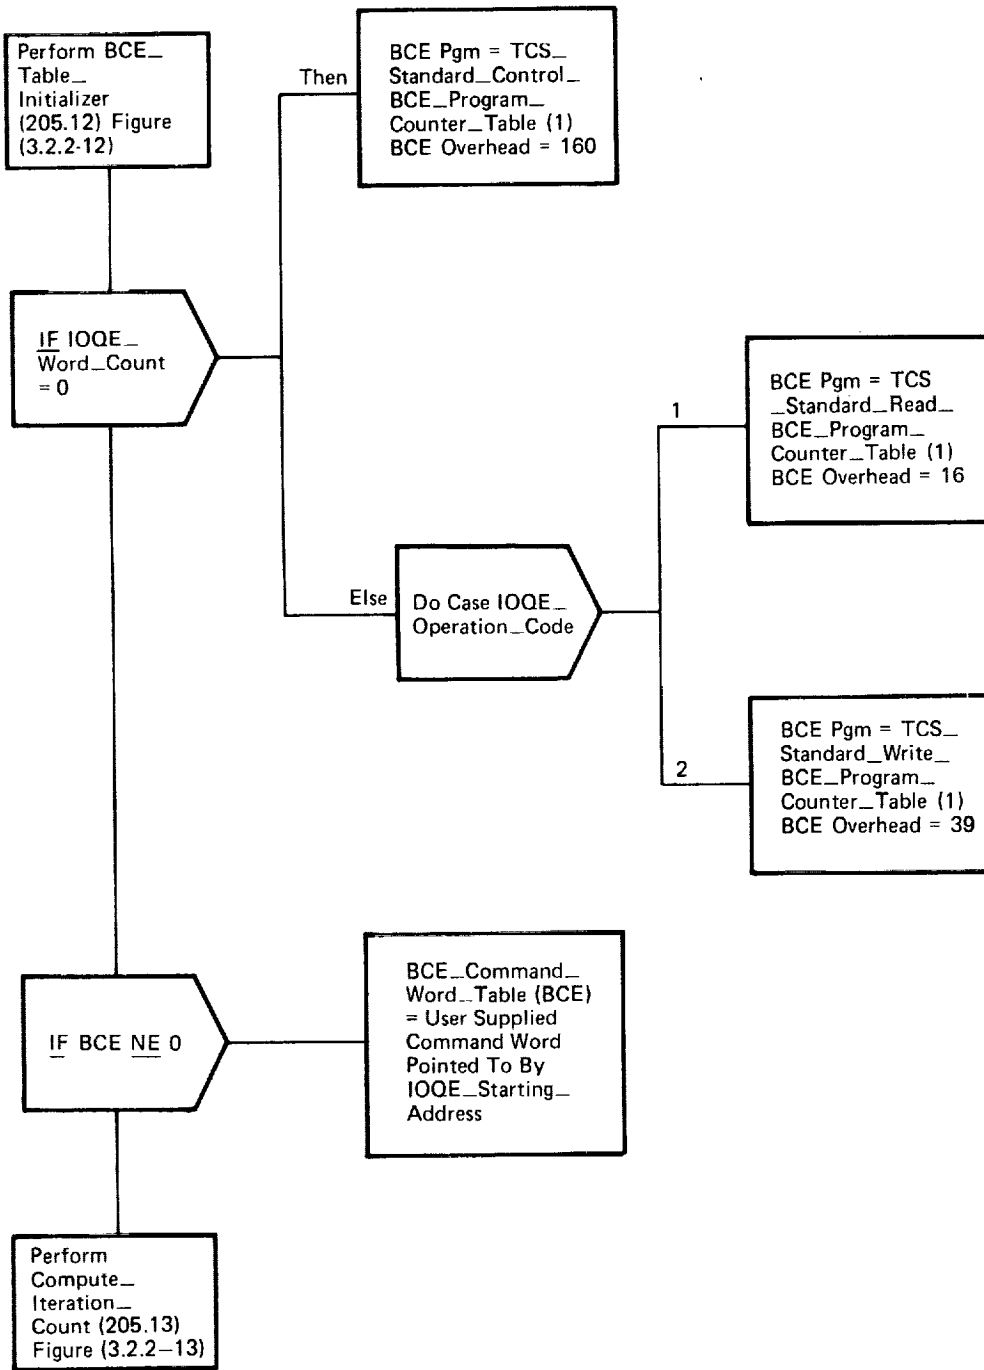 Perform BCE_
Table_
Initializer
(205.12) Figure
(3.2.2-12)
Then
BCE Pgm = TCS_
Standard_Control_
BCE_Program_
Counter_Table (1)
BCE Overhead = 160
IF IOQE_
Word_Count
= 0
1
BCE Pgm = TCS
_Standard_Read_
BCE_Program_
Counter_Table (1)
BCE Overhead = 16
Else
Do Case IOQE_
Operation_Code
2
BCE Pgm = TCS_
Standard_Write_
BCE_Program_
Counter_Table (1)
BCE Overhead = 39
IF BCE NE 0
BCE_Command_
Word_Table (BCE)
= User Supplied
Command Word
Pointed To By
IOQE_Starting_
Address
Perform
Compute_
Iteration_
Count (205.13)
Figure (3.2.2–13)